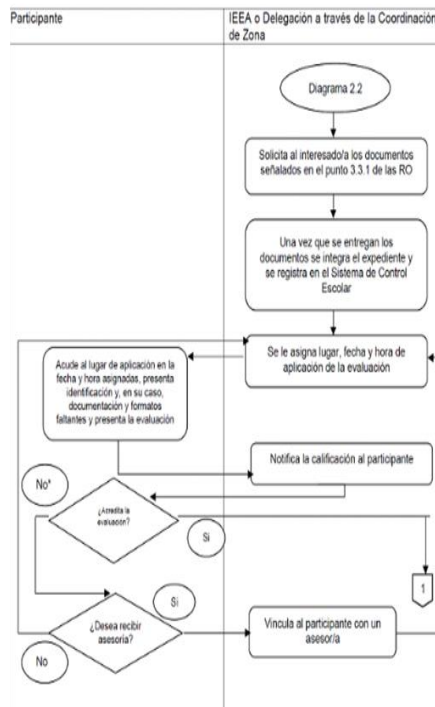 Participante
IEEA o Delegación a través de la Coordinación
de Zona
Diagrama 2.2
Solicita al interesado/a los documentos
señalados en el punto 3.3.1 de las RO
Una vez que se entregan los
documentos se integra el expediente y
se registra en el Sistema de Control
Escolar
Se le asigna lugar, fecha y hora de
aplicación de la evaluación
Acude al lugar de aplicación en la
fecha y hora asignadas, presenta
identificación y, en su caso,
documentación y formatos
faltantes y presenta la evaluación
Notifica la calificación al participante
No*
¿Acredita la
evaluación?
Si
1
Si
¿Desea recibir
asesoría?
No
Vincula al participante con un
asesor/a